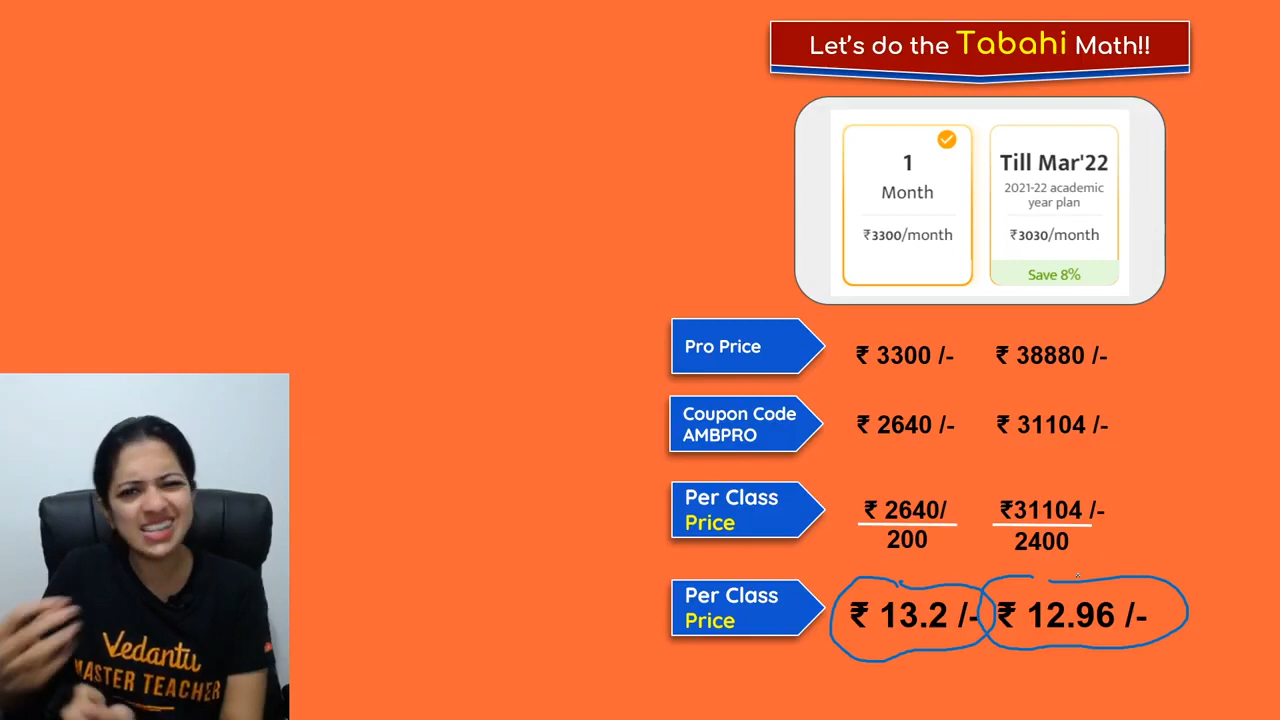 Let's do the Tabahi Math!!
1
Month
₹3300/month
Till Mar'22
2021-22 academic
year plan
₹3030/month
Save 8%
Pro Price
₹ 3300 /-
₹ 38880 /-
Coupon Code
AMBPRO
₹ 2640 /-
₹ 31104 /-
Per Class
Price
₹ 2640/
200
₹31104 /-
2400
Per Class
Price
₹ 13.2 /-
₹ 12.96 /-
Vedantu
MASTER TEACHER